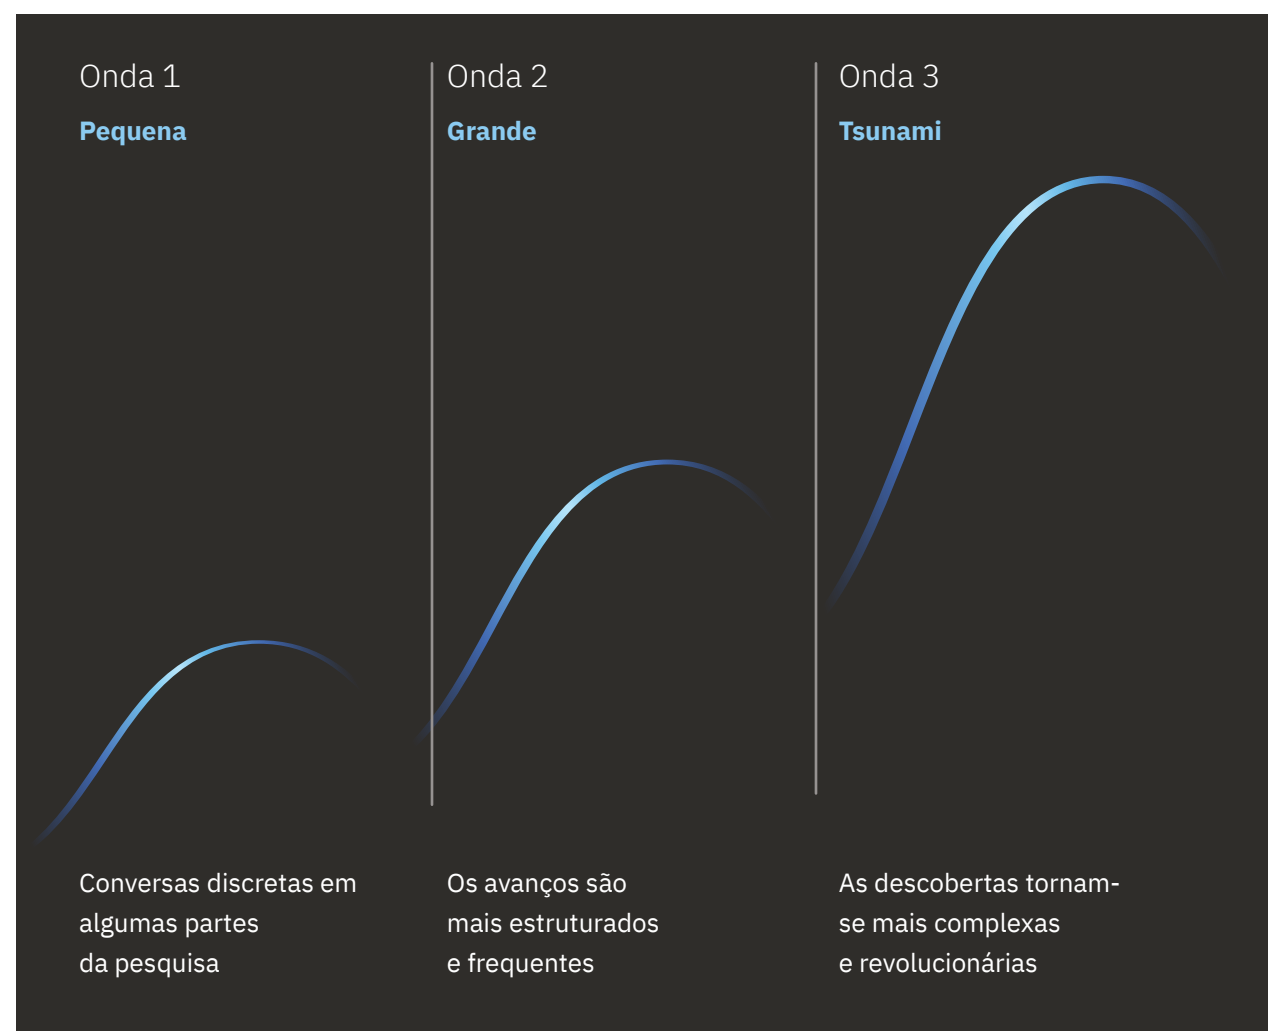 Onda 1
Pequena
Conversas discretas em
algumas partes
da pesquisa
Onda 2
Grande
Os avanços são
mais estruturados
e frequentes
Onda 3
Tsunami
As descobertas tornam-
se mais complexas
e revolucionárias